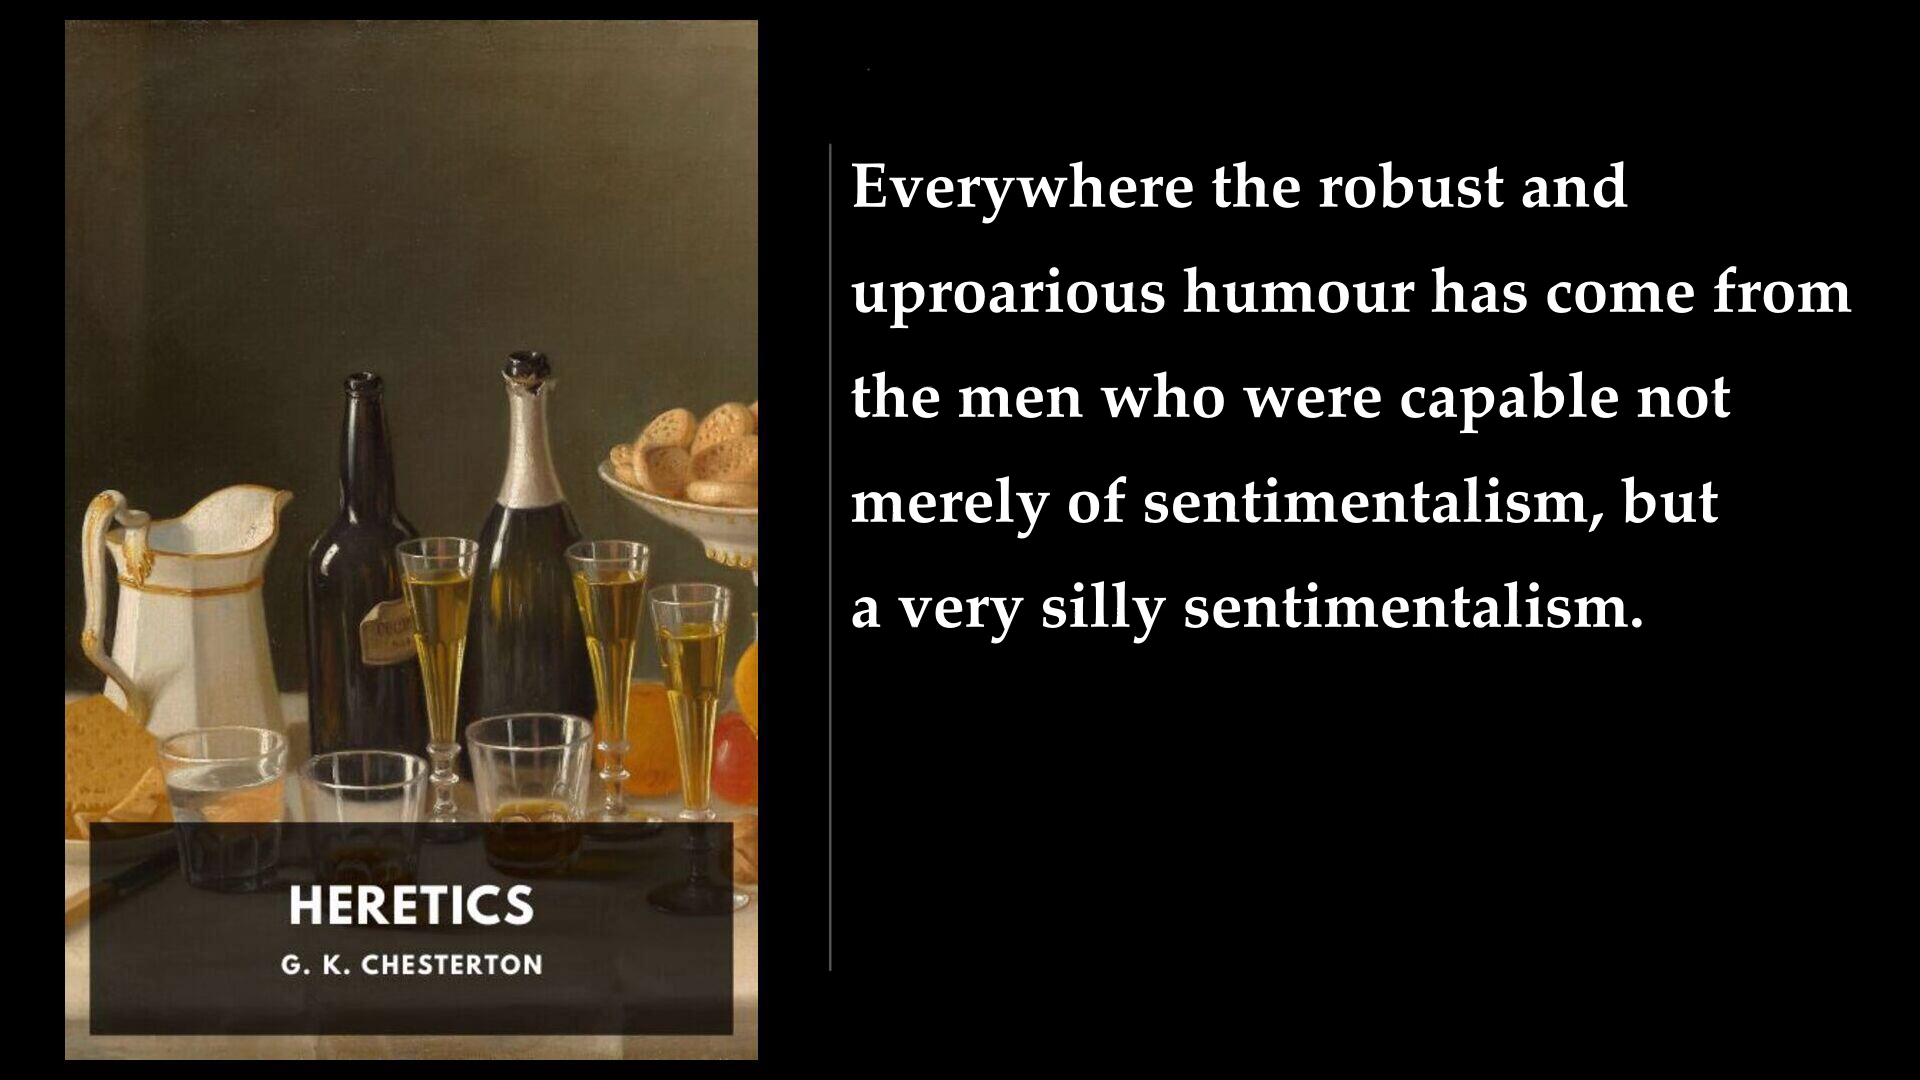 Everywhere the robust and
uproarious humour has come from
the men who were capable not
merely of sentimentalism, but
a very silly sentimentalism.
HERETICS
G. K. CHESTERTON